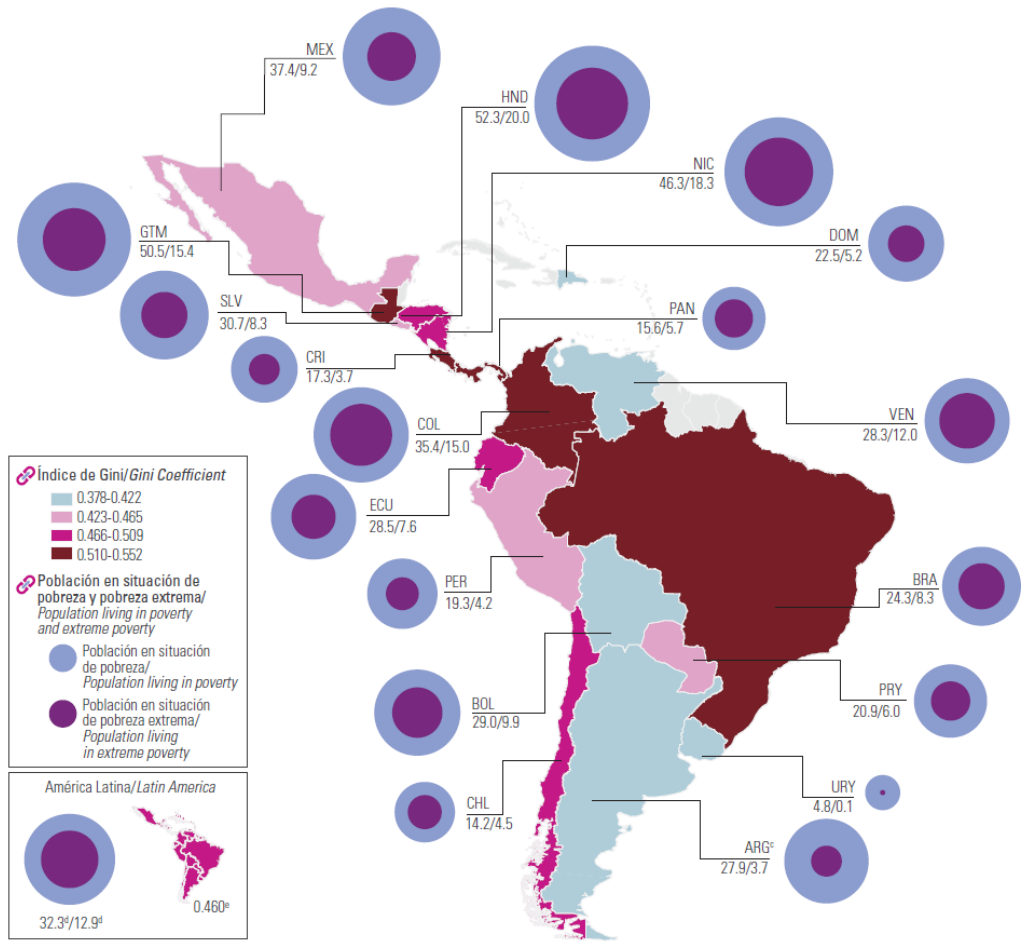 MEX
37.4/9.2
HND
52.3/20.0
NIC
46.3/18.3
GTM
50.5/15.4
DOM
22.5/5.2
SLV
30.7/8.3
PAN
15.6/5.7
CRI
17.3/3.7
COL
35.4/15.0
VEN
28.3/12.0
ECU
28.5/7.6
PER
19.3/4.2
BRA
24.3/8.3
BOL
29.0/9.9
PRY
20.9/6.0
CHL
14.2/4.5
URY
4.8/0.1
ARGᶜ
27.9/3.7
Índice de Gini/Gini Coefficient
0.378-0.422
0.423-0.465
0.466-0.509
0.510-0.552
Población en situación de
pobreza y pobreza extrema/
Population living in poverty
and extreme poverty
Población en situación
de pobreza/
Population living in poverty
Población en situación
de pobreza extrema/
Population living
in extreme poverty
América Latina/Latin America
0.460ᵉ
32.3ᵈ/12.9ᵈ